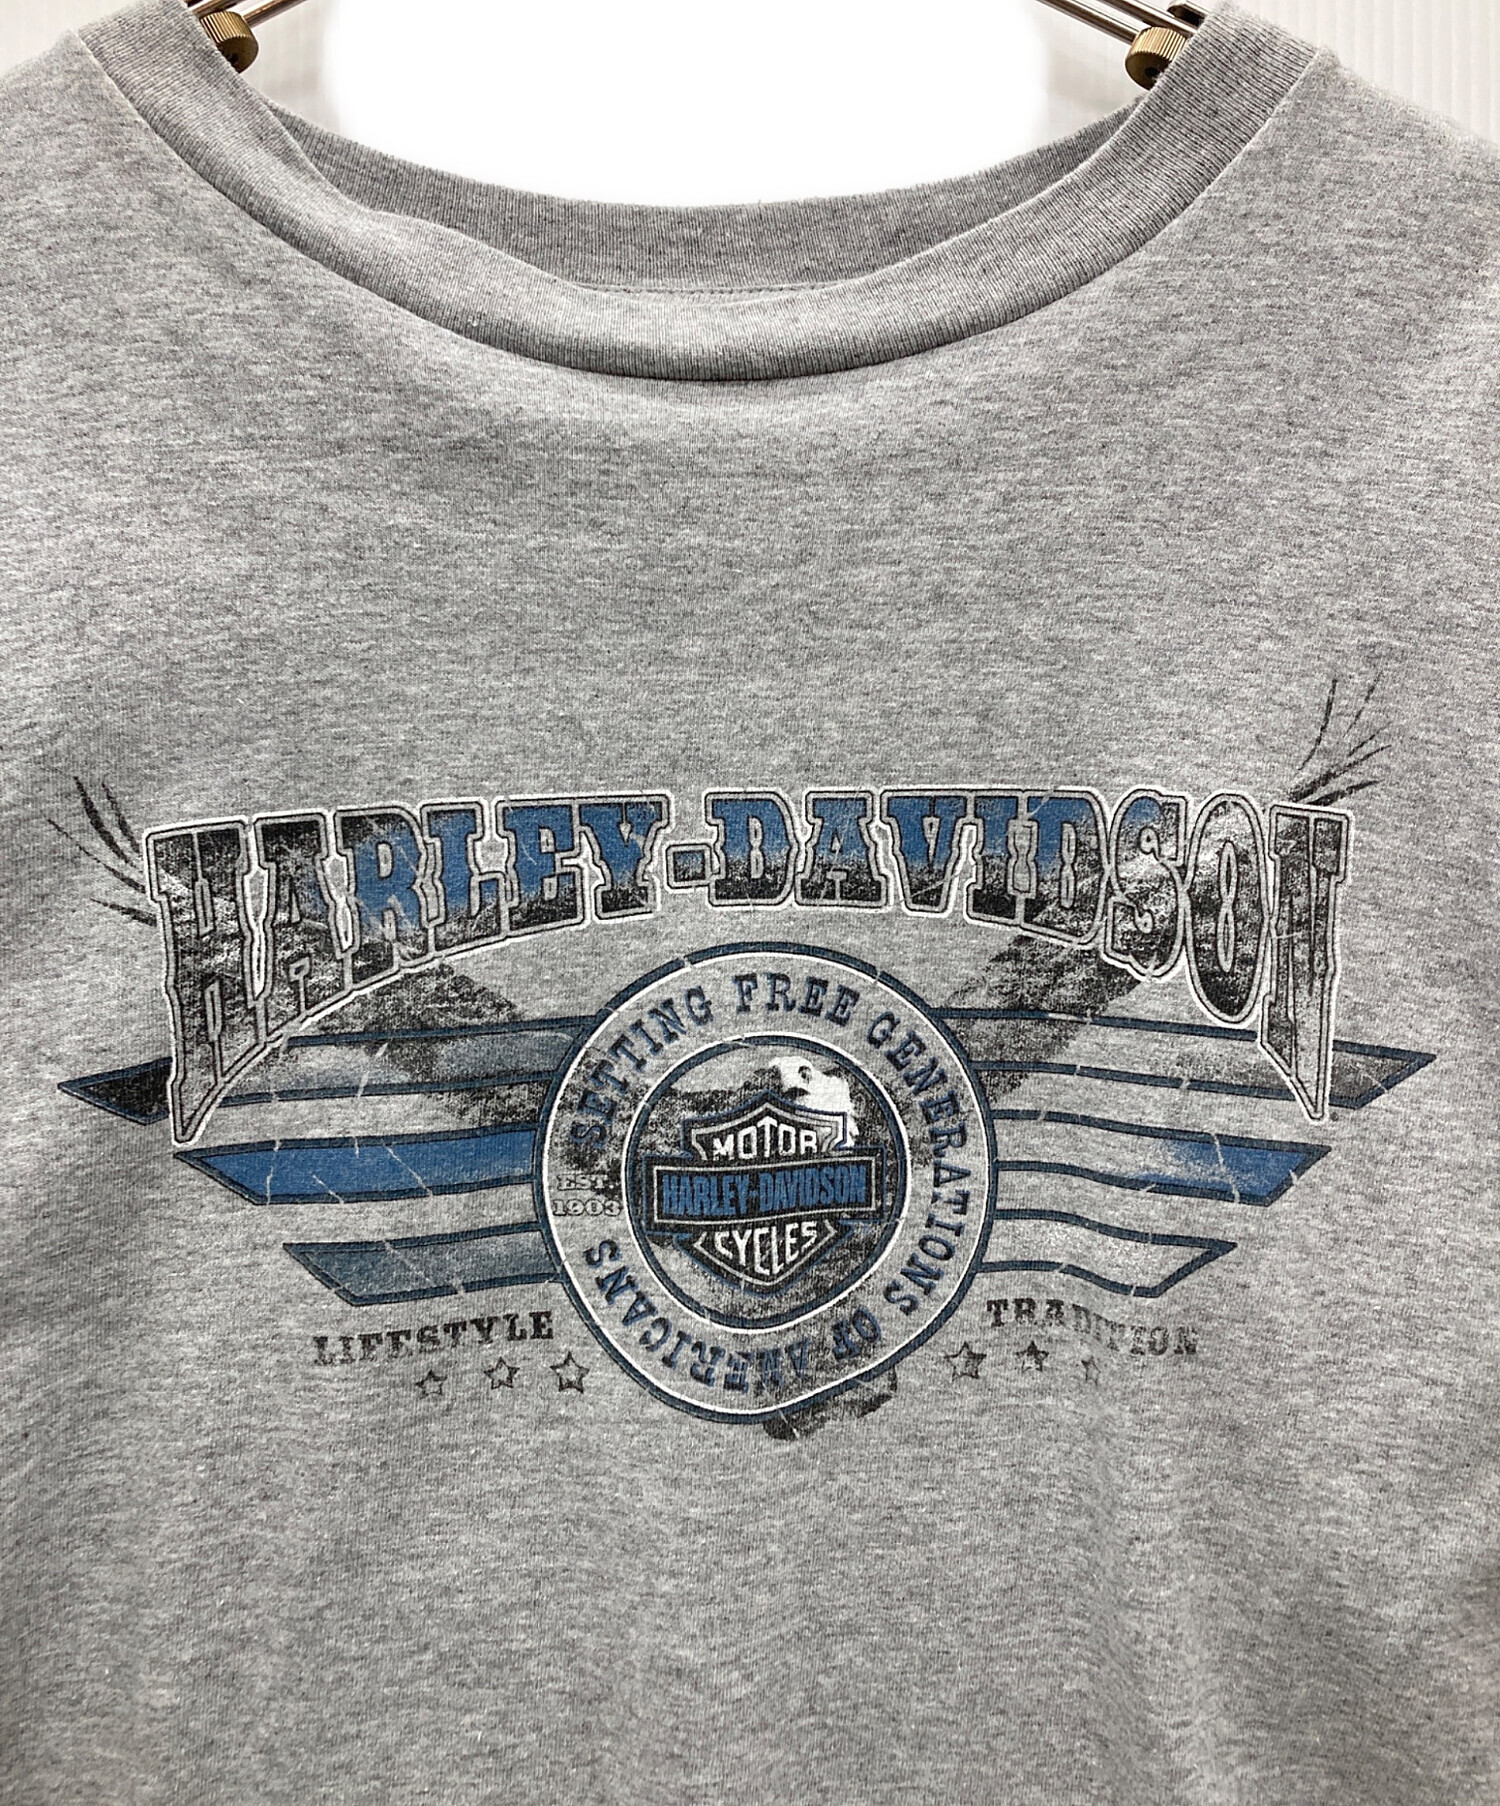 HARLEY-DAVIDSON
SETTING FREE GENERATIONS OF AMERICANS
EST.
1903
MOTOR
HARLEY-DAVIDSON
CYCLES
LIFESTYLE
TRADITION